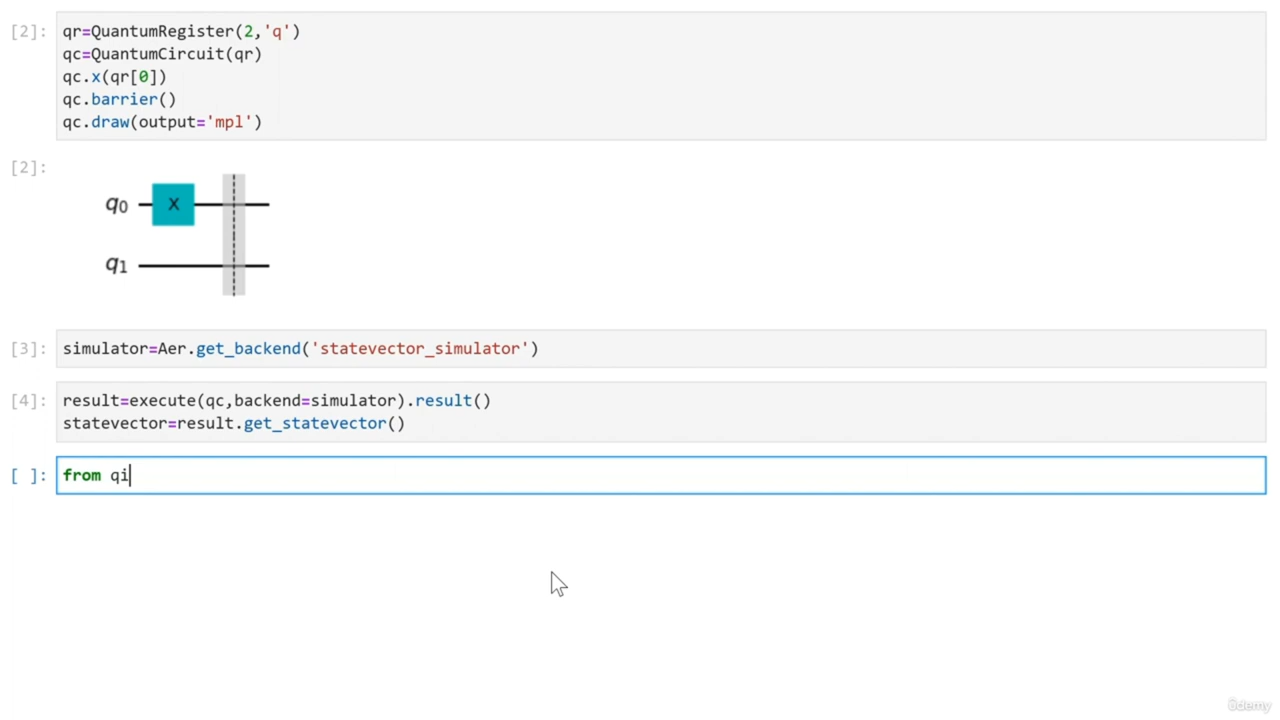 [2]:
qr=QuantumRegister(2,'q')
qc=QuantumCircuit(qr)
qc.x(qr[0])
qc.barrier()
qc.draw(output='mpl')
[2]:
q0
X
q1
[3]:
simulator=Aer.get_backend('statevector_simulator')
[4]:
result=execute(qc,backend=simulator).result()
statevector=result.get_statevector()
[ ]:
from qi
ûdemy